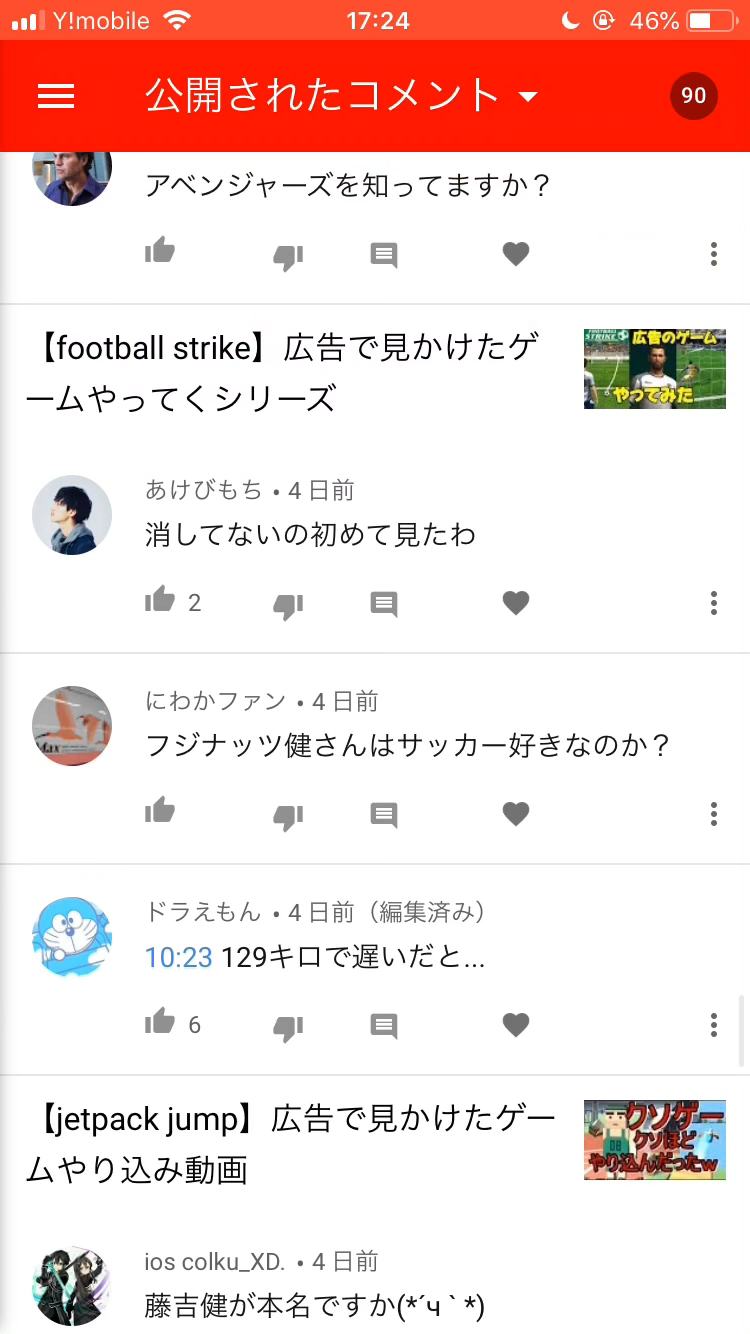 Y!mobile 17:24 46%
公開されたコメント 90
アベンジャーズを知ってますか？
【football strike】広告で見かけたゲ
ームやってくシリーズ
FOOTBALL STRIKE 広告のゲーム
やってみた
あけびもち • 4 日前
消してないの初めて見たわ
2
にわかファン • 4 日前
フジナッツ健さんはサッカー好きなのか？
ドラえもん • 4 日前（編集済み）
10:23 129キロで遅いだと...
6
【jetpack jump】広告で見かけたゲー
ムやり込み動画
クソゲー
クソほど
やり込んだったw
ios colku_XD. • 4 日前
藤吉健が本名ですか(*´ч ` *)